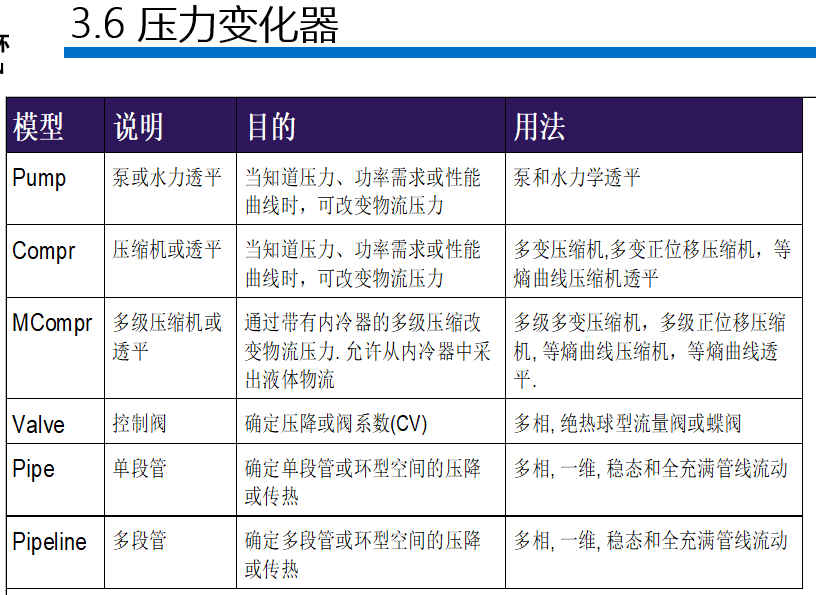 3.6 压力变化器
模型 说明 目的 用法
Pump 泵或水力透平 当知道压力、功率需求或性能 泵和水力学透平
曲线时，可改变物流压力
Compr 压缩机或透平 当知道压力、功率需求或性能 多变压缩机,多变正位移压缩机，等
曲线时，可改变物流压力 熵曲线压缩机透平
MCompr 多级压缩机或 通过带有内冷器的多级压缩改 多级多变压缩机，多级正位移压缩
透平 变物流压力. 允许从内冷器中采 机, 等熵曲线压缩机，等熵曲线透
出液体物流 平.
Valve 控制阀 确定压降或阀系数(CV) 多相, 绝热球型流量阀或蝶阀
Pipe 单段管 确定单段管或环型空间的压降 多相, 一维, 稳态和全充满管线流动
或传热
Pipeline 多段管 确定多段管或环型空间的压降 多相, 一维, 稳态和全充满管线流动
或传热